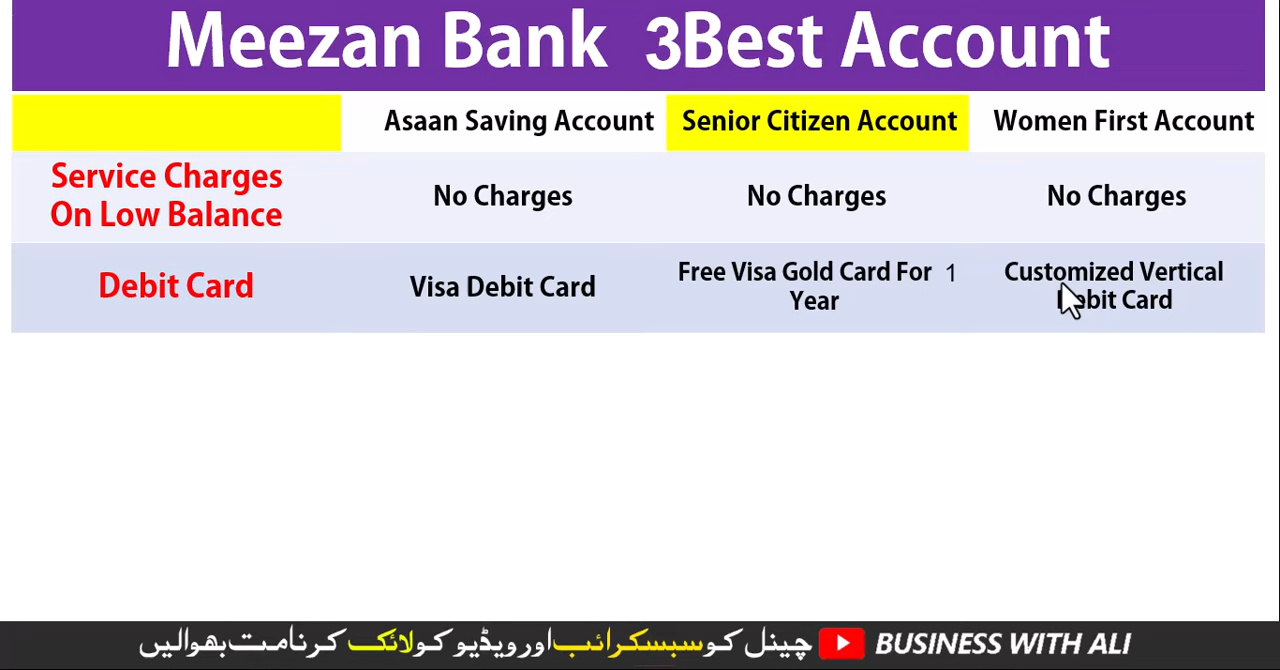 Meezan Bank 3Best Account
Asaan Saving Account Senior Citizen Account Women First Account
Service Charges
On Low Balance
No Charges No Charges No Charges
Debit Card
Visa Debit Card
Free Visa Gold Card For 1
Year
Customized Vertical
Debit Card
چینل کو سبسکرائب اور ویڈیو کو لائک کرنا مت بھوالیں
BUSINESS WITH ALI